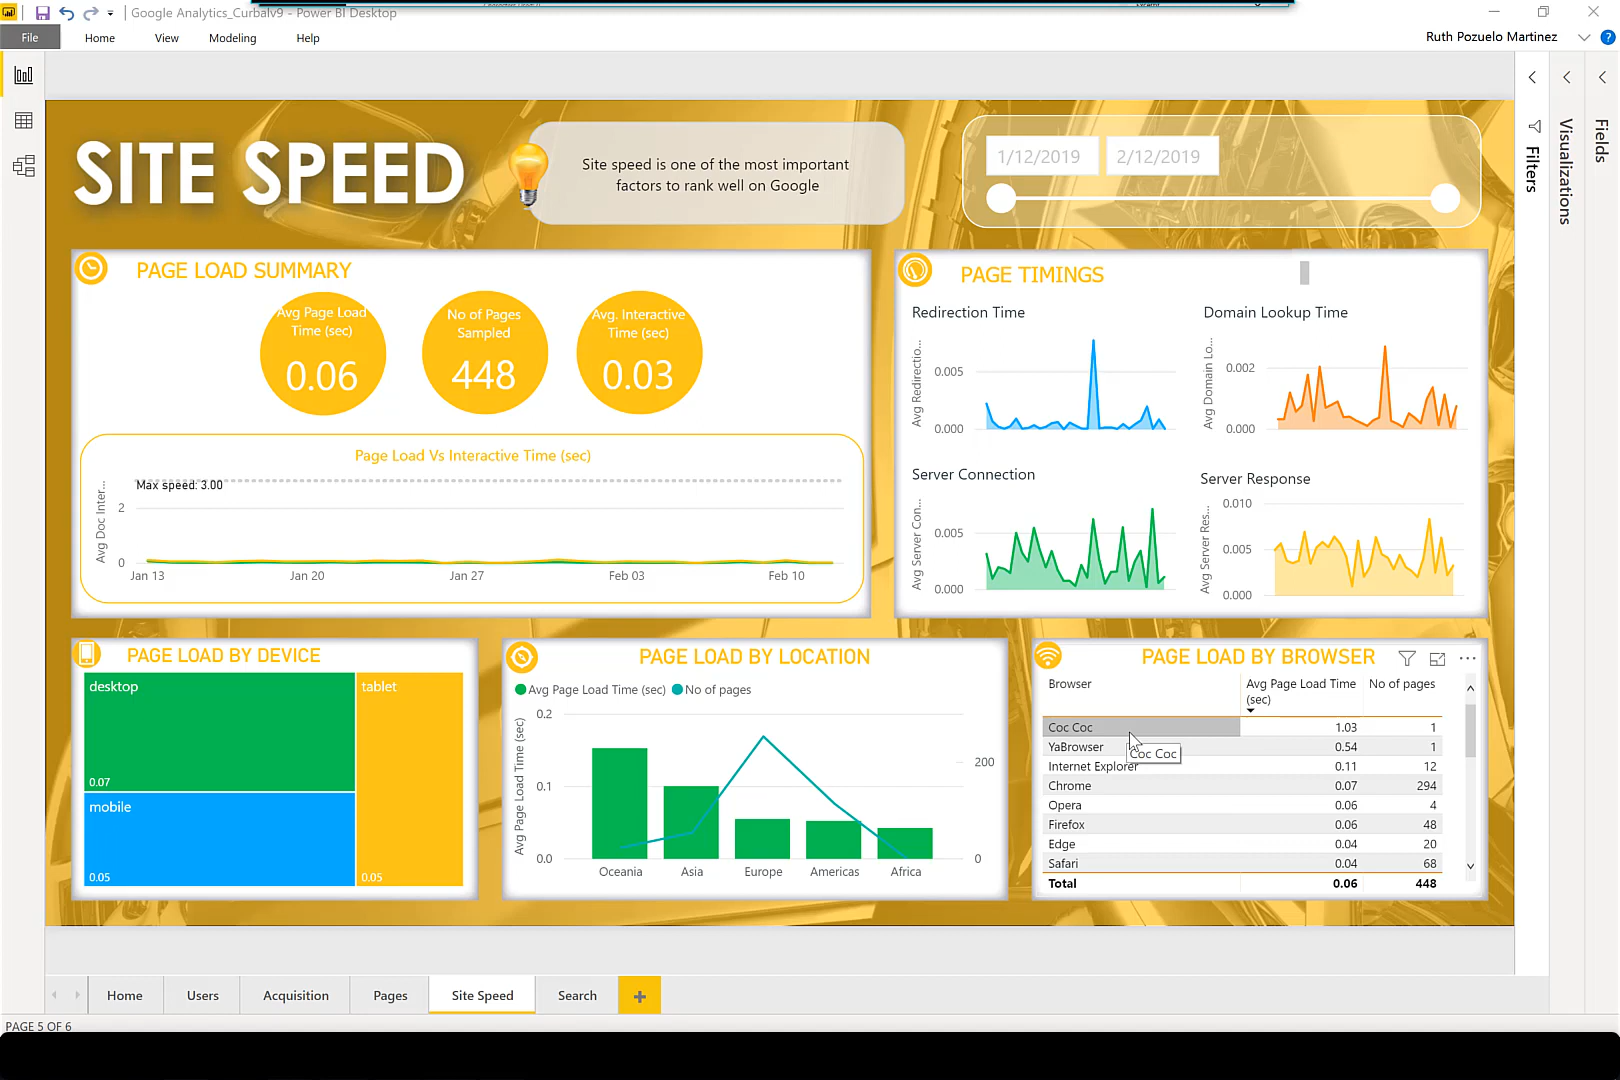 Google Analytics_Curbalv9 - Power BI Desktop
File Home View Modeling Help
Ruth Pozuelo Martinez
?
Filters
Visualizations
Fields
SITE SPEED
Site speed is one of the most important
factors to rank well on Google
1/12/2019 2/12/2019
PAGE LOAD SUMMARY
Avg Page Load
Time (sec)
0.06
No of Pages
Sampled
448
Avg. Interactive
Time (sec)
0.03
Page Load Vs Interactive Time (sec)
Avg Doc Inter...
Max speed: 3.00
2
0
Jan 13 Jan 20 Jan 27 Feb 03 Feb 10
PAGE TIMINGS
Redirection Time
Avg Redirectio...
0.005
0.000
Domain Lookup Time
Avg Domain Lo...
0.002
0.000
Server Connection
Avg Server Con...
0.005
0.000
Server Response
Avg Server Res...
0.010
0.005
0.000
PAGE LOAD BY DEVICE
desktop
0.07
mobile
0.05
tablet
0.05
PAGE LOAD BY LOCATION
Avg Page Load Time (sec) No of pages
Avg Page Load Time (sec)
0.2
0.1
0.0
200
0
Oceania Asia Europe Americas Africa
PAGE LOAD BY BROWSER
Browser Avg Page Load Time (sec) No of pages
Coc Coc 1.03 1
YaBrowser 0.54 1
Coc Coc
Internet Explorer 0.11 12
Chrome 0.07 294
Opera 0.06 4
Firefox 0.06 48
Edge 0.04 20
Safari 0.04 68
Total 0.06 448
Home Users Acquisition Pages Site Speed Search +
PAGE 5 OF 6